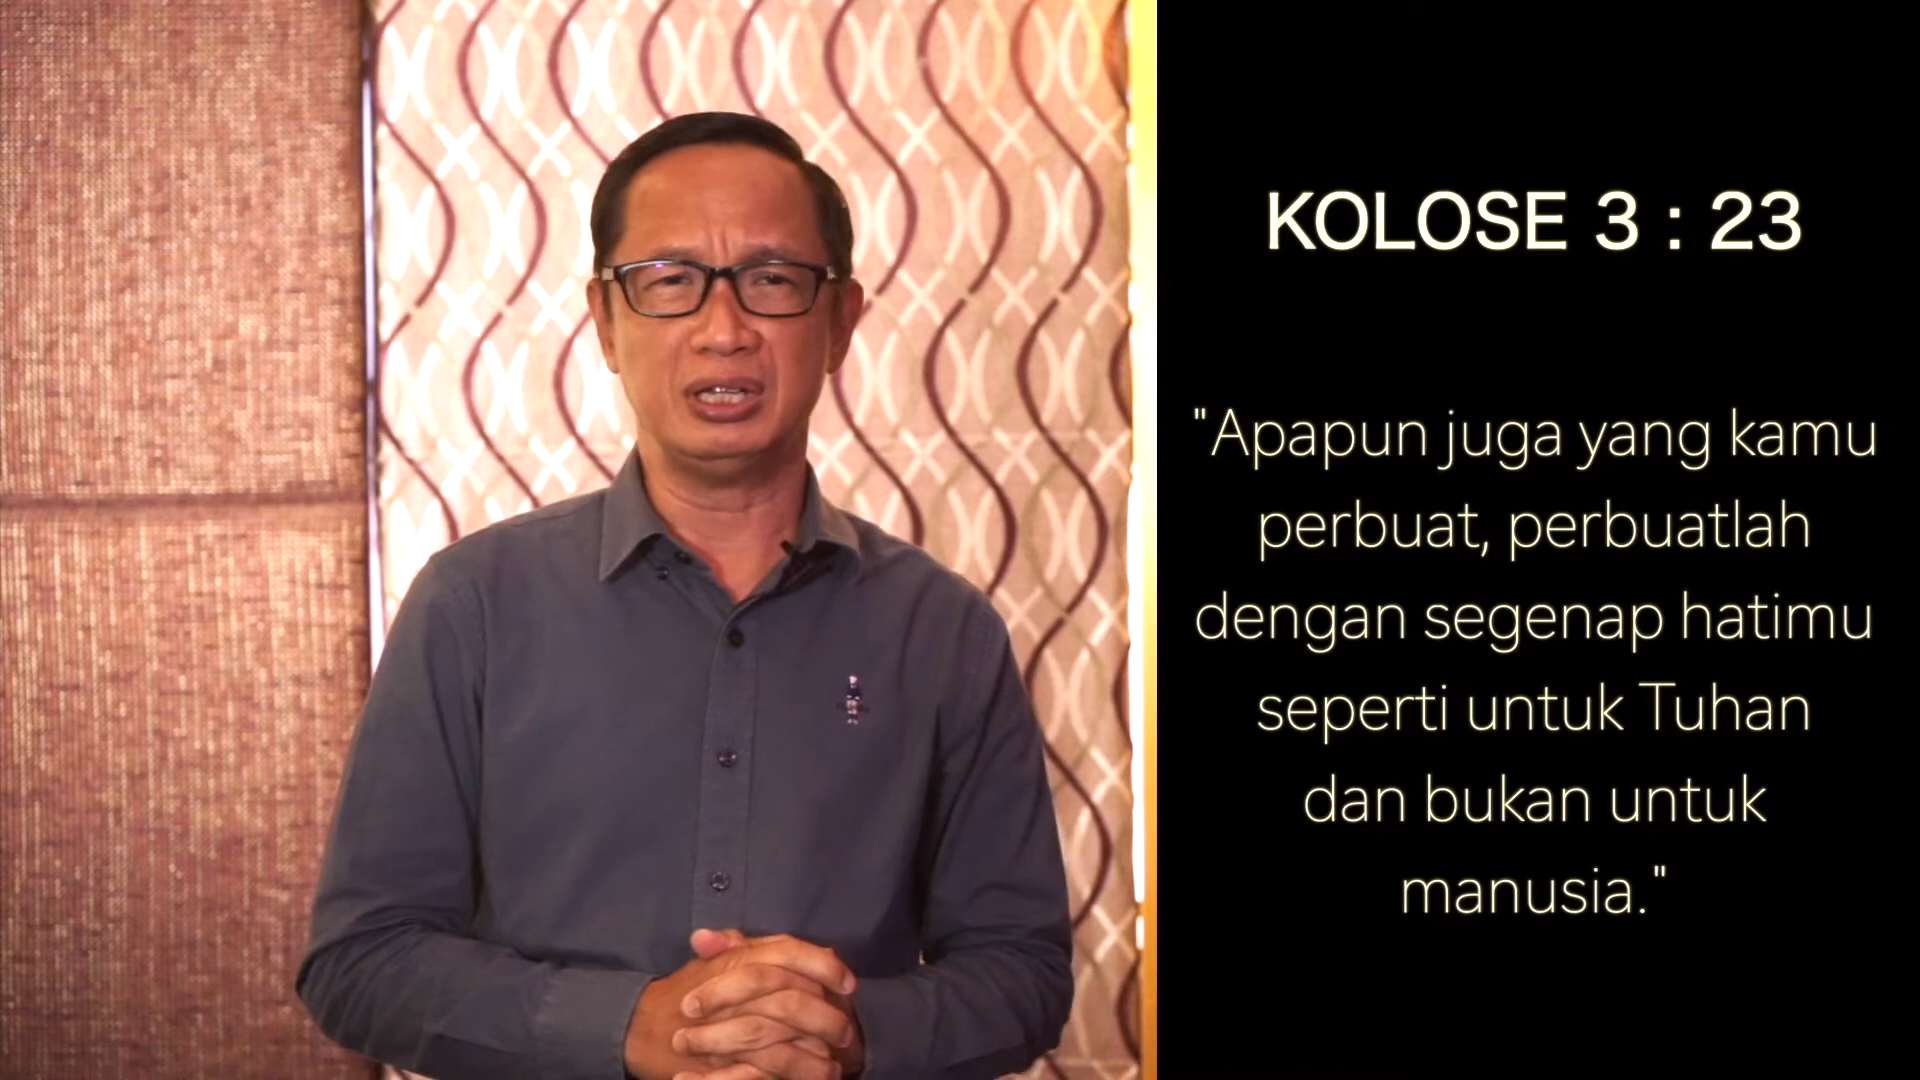 KOLOSE 3 : 23
"Apapun juga yang kamu
perbuat, perbuatlah
dengan segenap hatimu
seperti untuk Tuhan
dan bukan untuk
manusia."